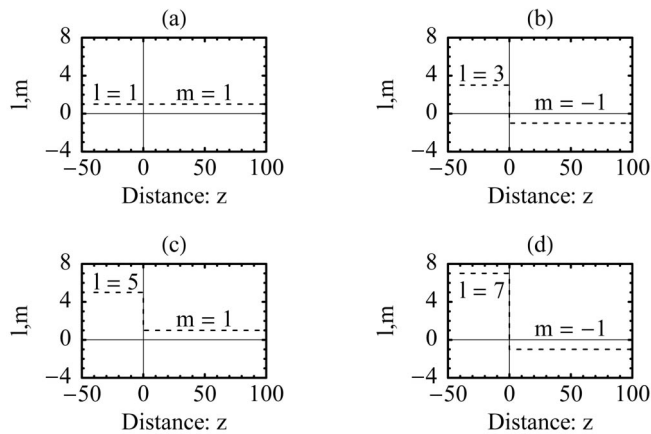 (a)
8
4
0
−4
l,m
l = 1
m = 1
−50
0
50
100
Distance: z
(b)
8
4
0
−4
l,m
l = 3
m = −1
−50
0
50
100
Distance: z
(c)
8
4
0
−4
l,m
l = 5
m = 1
−50
0
50
100
Distance: z
(d)
8
4
0
−4
l,m
l = 7
m = −1
−50
0
50
100
Distance: z